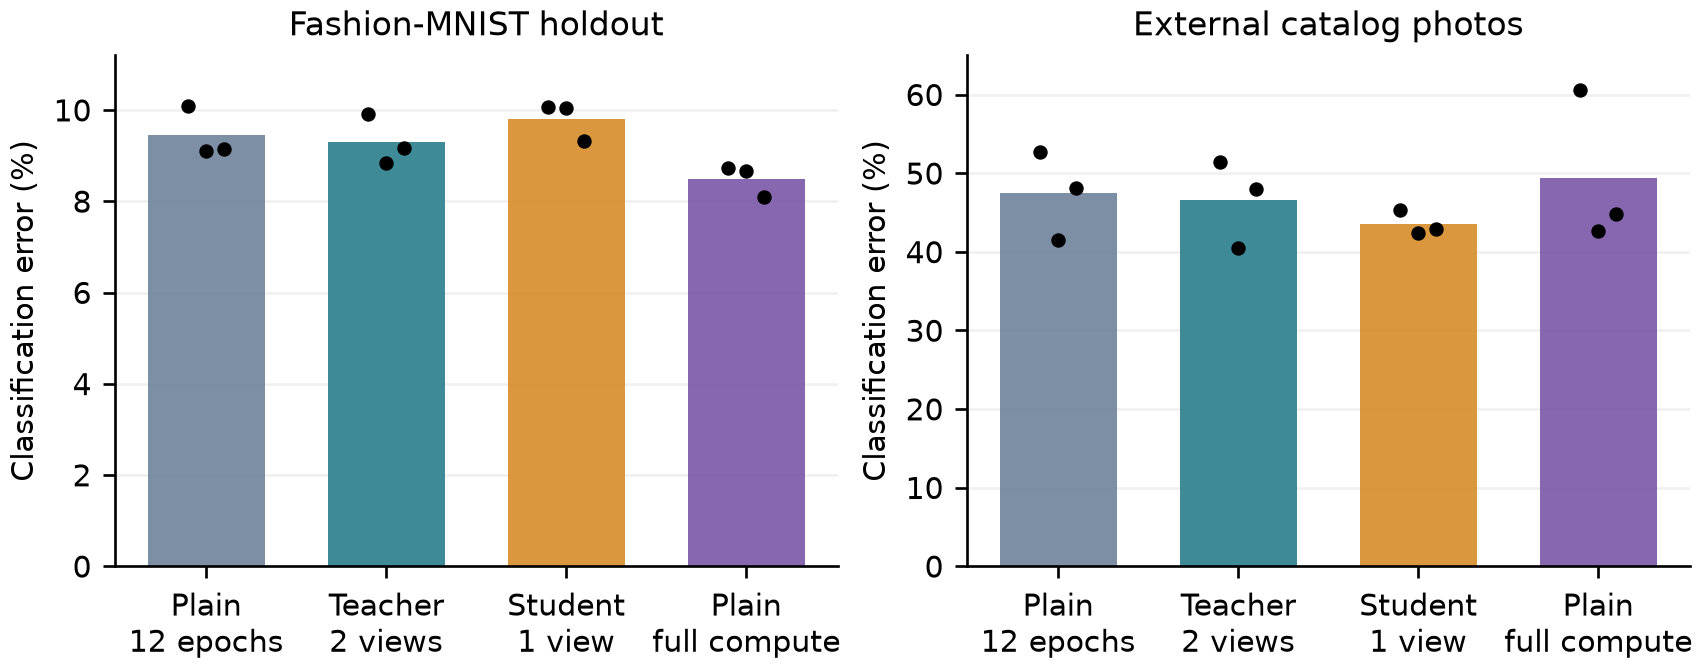 Fashion-MNIST holdout
Classification error (%)
10
8
6
4
2
0
Plain
12 epochs
Teacher
2 views
Student
1 view
Plain
full compute
External catalog photos
Classification error (%)
60
50
40
30
20
10
0
Plain
12 epochs
Teacher
2 views
Student
1 view
Plain
full compute